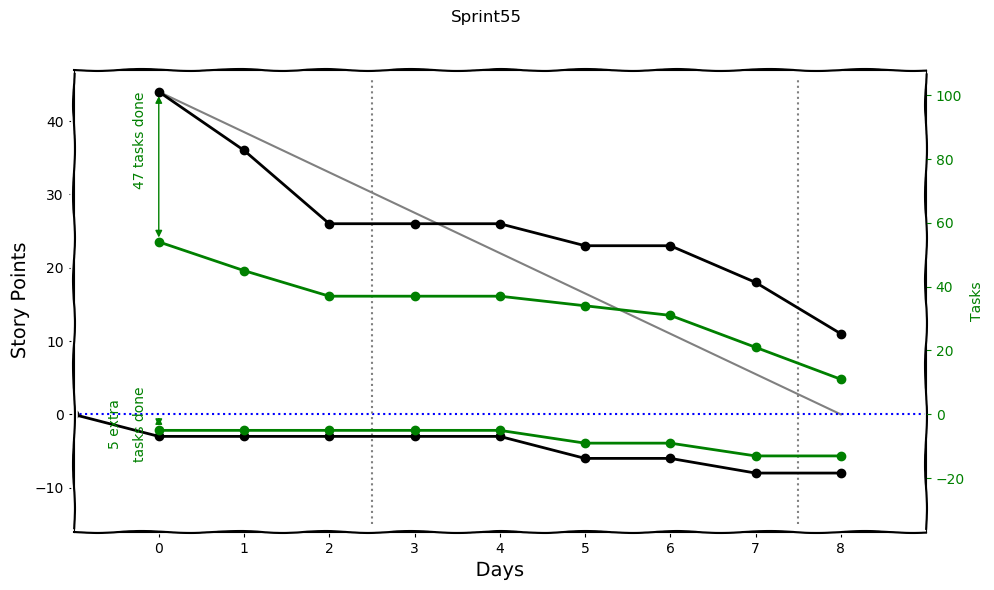 Sprint55
Story Points
40
30
20
10
0
−10
47 tasks done
5 extra
tasks done
100
80
60
40
20
0
−20
Tasks
0 1 2 3 4 5 6 7 8
Days